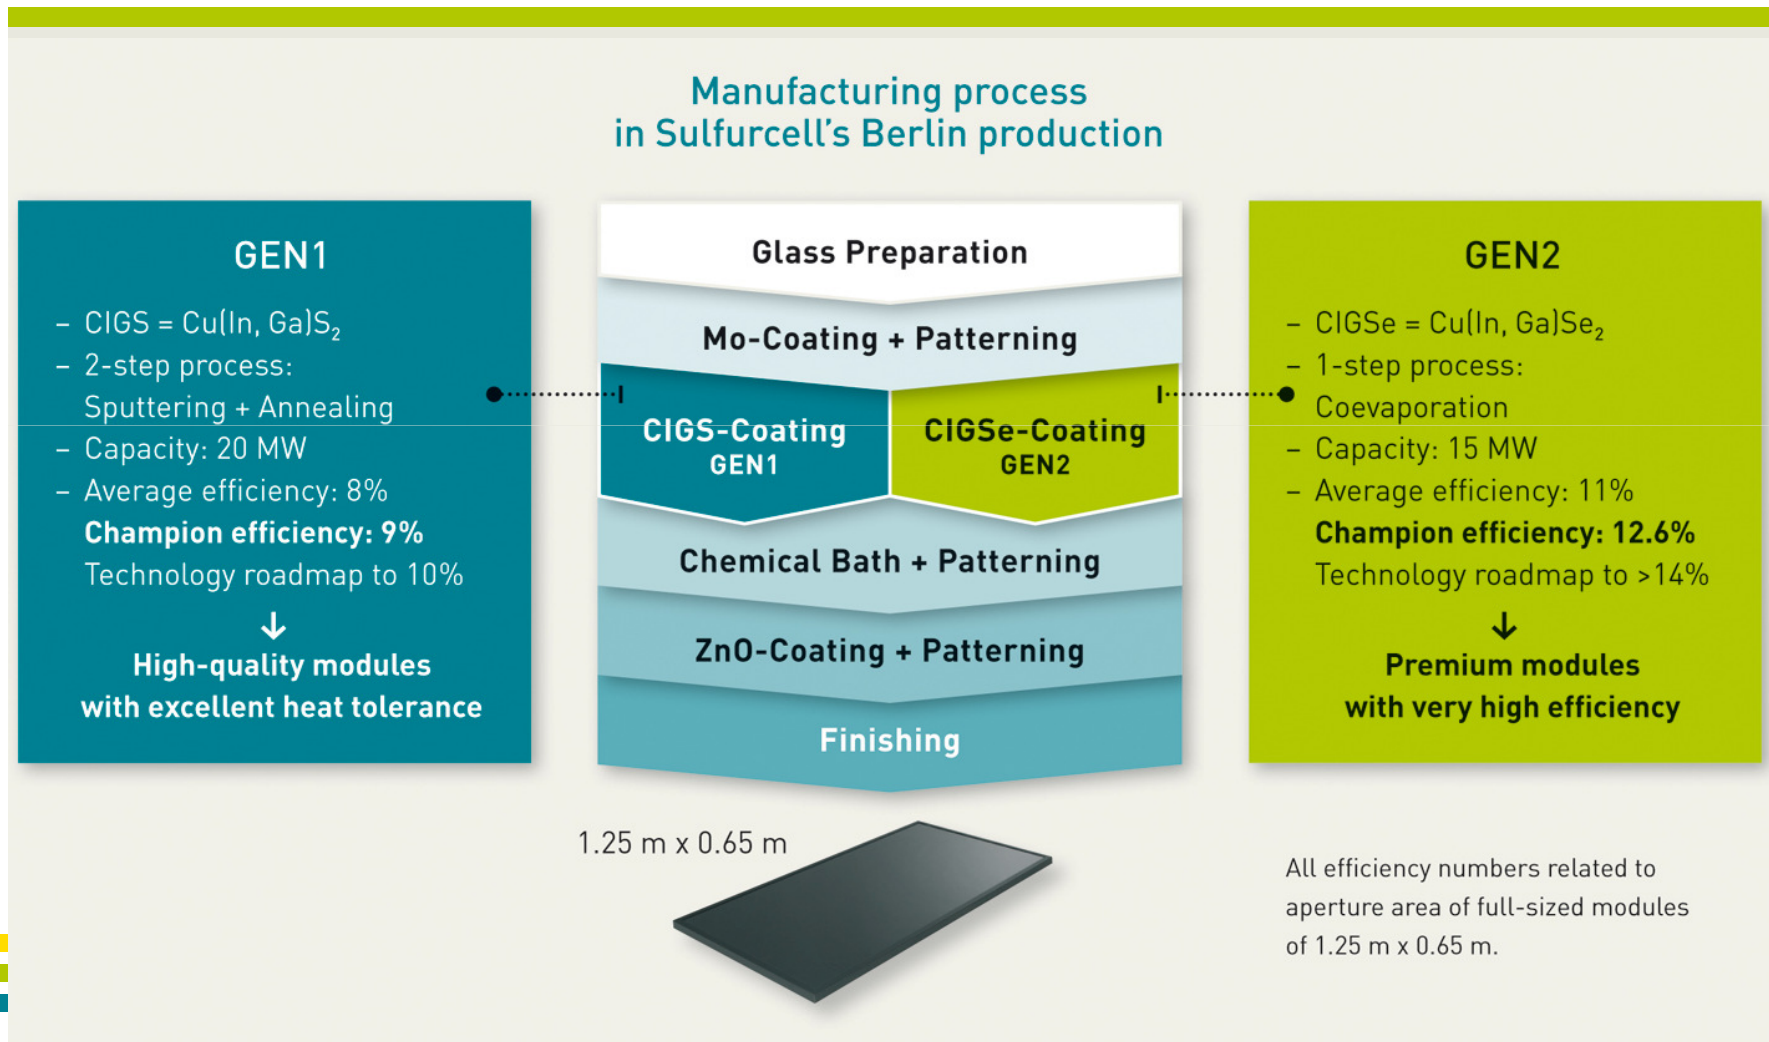 Manufacturing process
in Sulfurcell's Berlin production
GEN1
– CIGS = Cu(In, Ga)S₂
– 2-step process:
Sputtering + Annealing
– Capacity: 20 MW
– Average efficiency: 8%
Champion efficiency: 9%
Technology roadmap to 10%
↓
High-quality modules
with excellent heat tolerance
Glass Preparation
Mo-Coating + Patterning
CIGS-Coating
GEN1
CIGSe-Coating
GEN2
Chemical Bath + Patterning
ZnO-Coating + Patterning
Finishing
1.25 m x 0.65 m
GEN2
– CIGSe = Cu(In, Ga)Se₂
– 1-step process:
Coevaporation
– Capacity: 15 MW
– Average efficiency: 11%
Champion efficiency: 12.6%
Technology roadmap to >14%
↓
Premium modules
with very high efficiency
All efficiency numbers related to
aperture area of full-sized modules
of 1.25 m x 0.65 m.